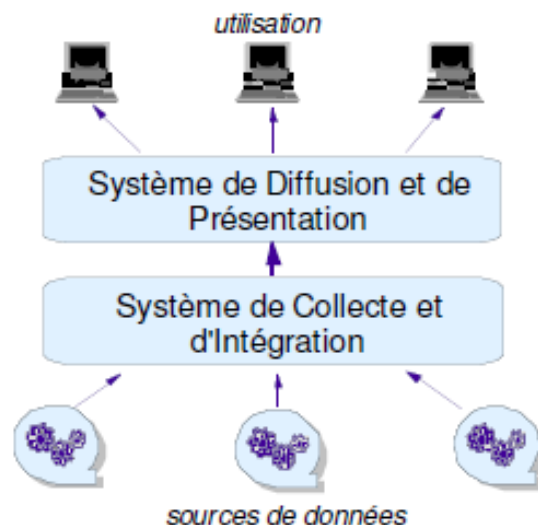 utilisation
Système de Diffusion et de
Présentation
Système de Collecte et
d'Intégration
sources de données